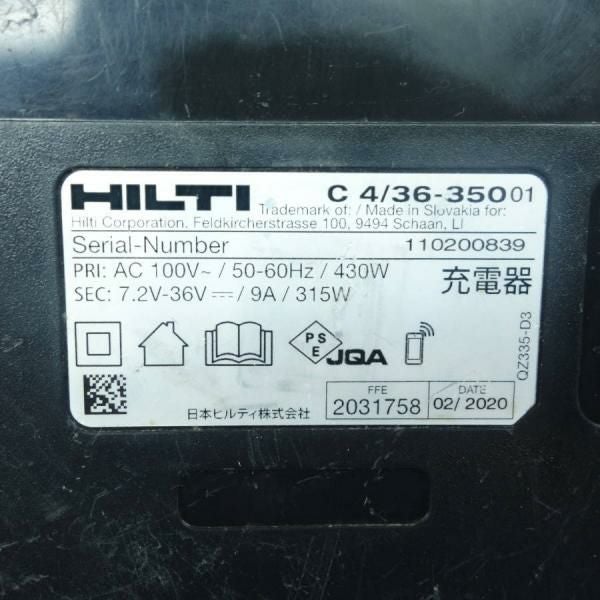 HILTI C 4/36-350 01
Trademark of: / Made in Slovakia for:
Hilti Corporation, Feldkircherstrasse 100, 9494 Schaan, LI
Serial-Number 110200839
PRI: AC 100V~ / 50-60Hz / 430W
SEC: 7.2V-36V⎓ / 9A / 315W
充電器
PS
E JQA
QZ335-D3
FFE DATE
2031758 02/2020
日本ヒルティ株式会社